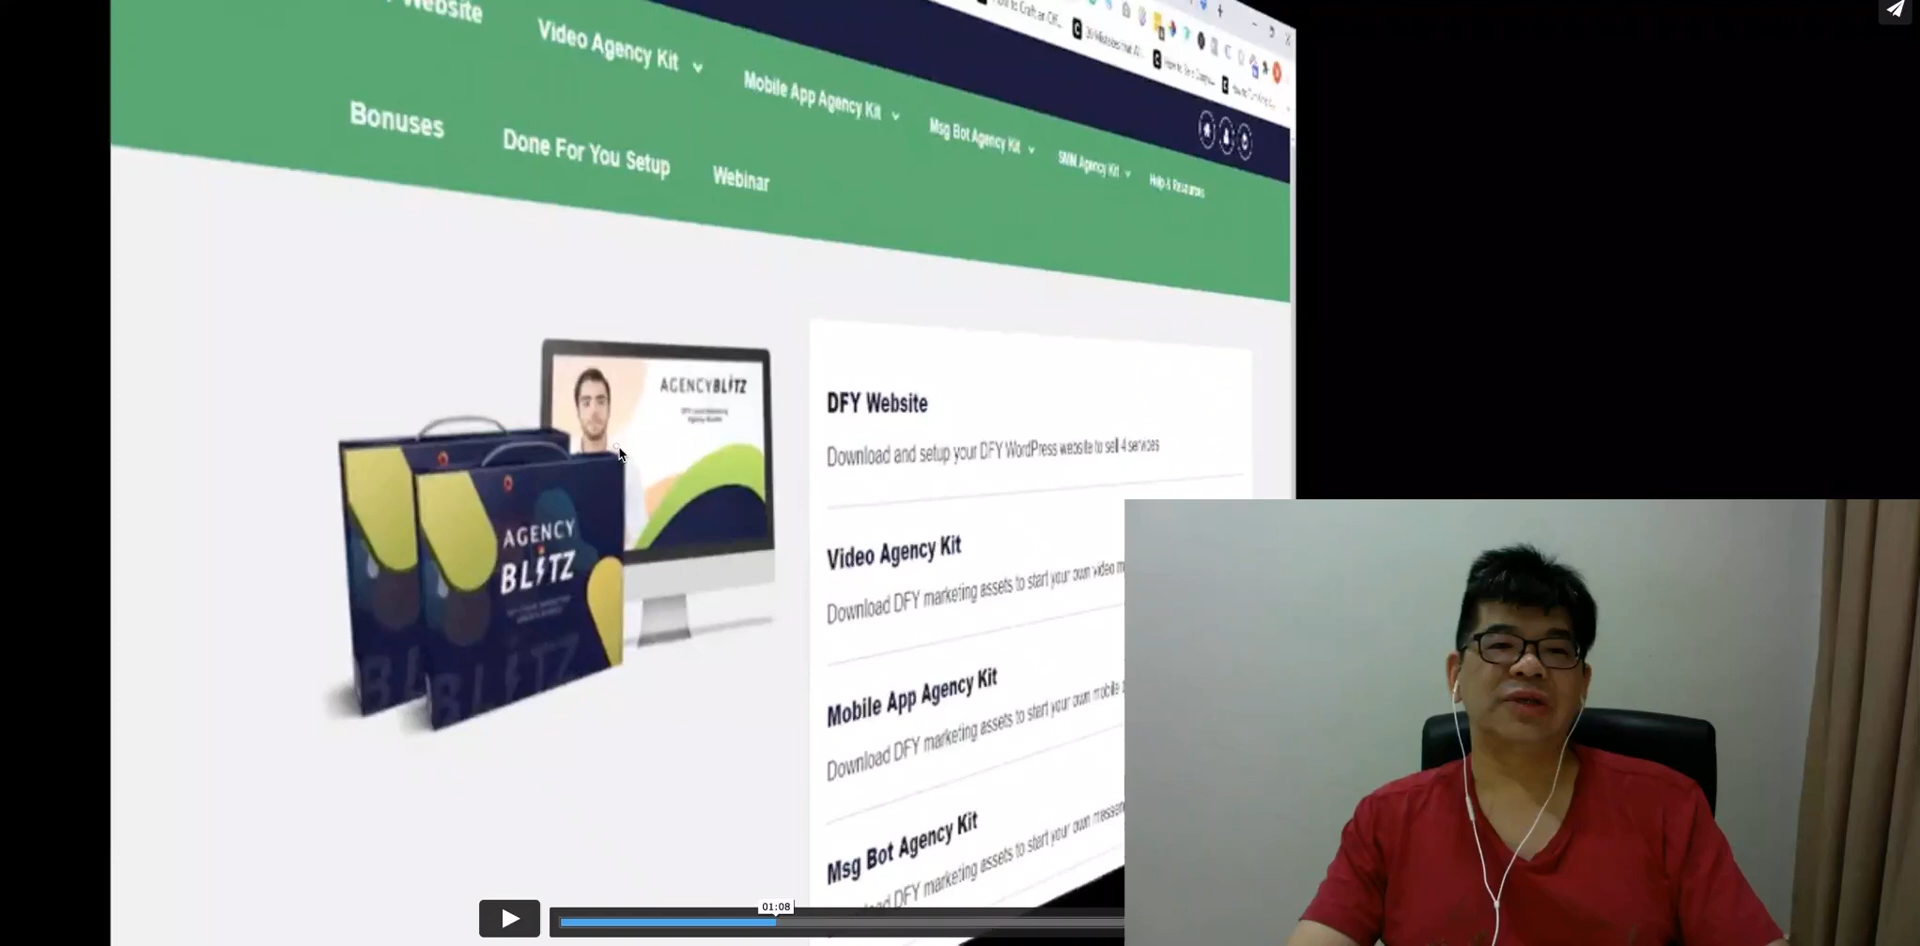 Website
Video Agency Kit
Mobile App Agency Kit
Msg Bot Agency Kit
SMM Agency Kit
Help & Resources
Bonuses
Done For You Setup
Webinar
AGENCYBLITZ
AGENCY
BLITZ
BLITZ
DFY Website
Download and setup your DFY WordPress website to sell 4 services
Video Agency Kit
Download DFY marketing assets to start your own video
Mobile App Agency Kit
Download DFY marketing assets to start your own mobile
Msg Bot Agency Kit
DFY marketing assets to start your own
01:08